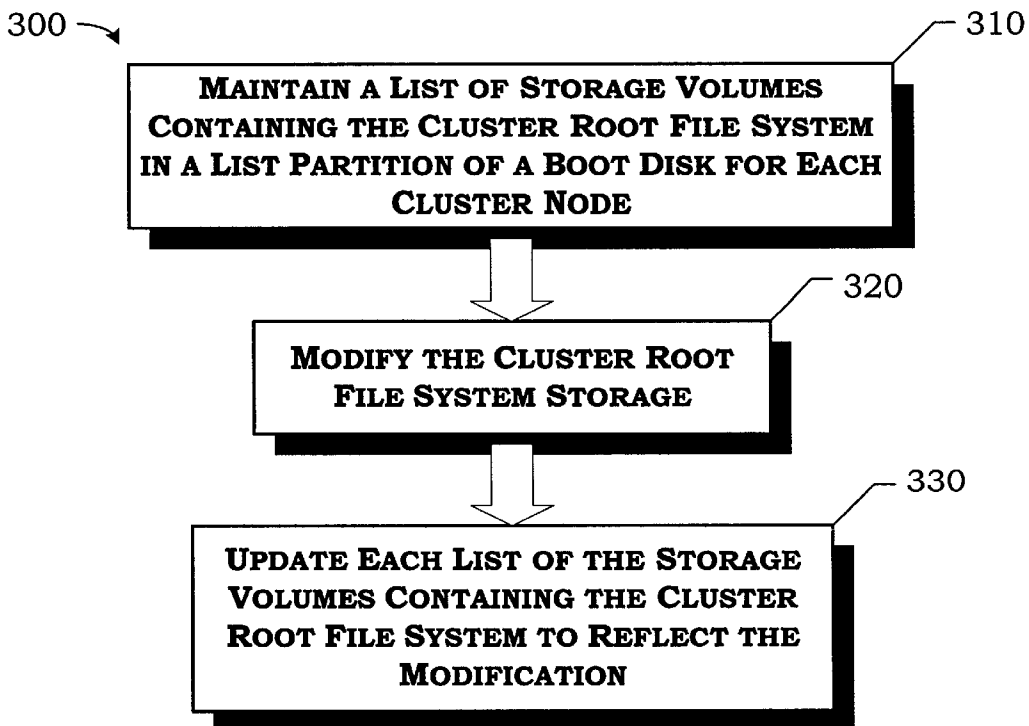 300
310
MAINTAIN A LIST OF STORAGE VOLUMES
CONTAINING THE CLUSTER ROOT FILE SYSTEM
IN A LIST PARTITION OF A BOOT DISK FOR EACH
CLUSTER NODE
320
MODIFY THE CLUSTER ROOT
FILE SYSTEM STORAGE
330
UPDATE EACH LIST OF THE STORAGE
VOLUMES CONTAINING THE CLUSTER
ROOT FILE SYSTEM TO REFLECT THE
MODIFICATION